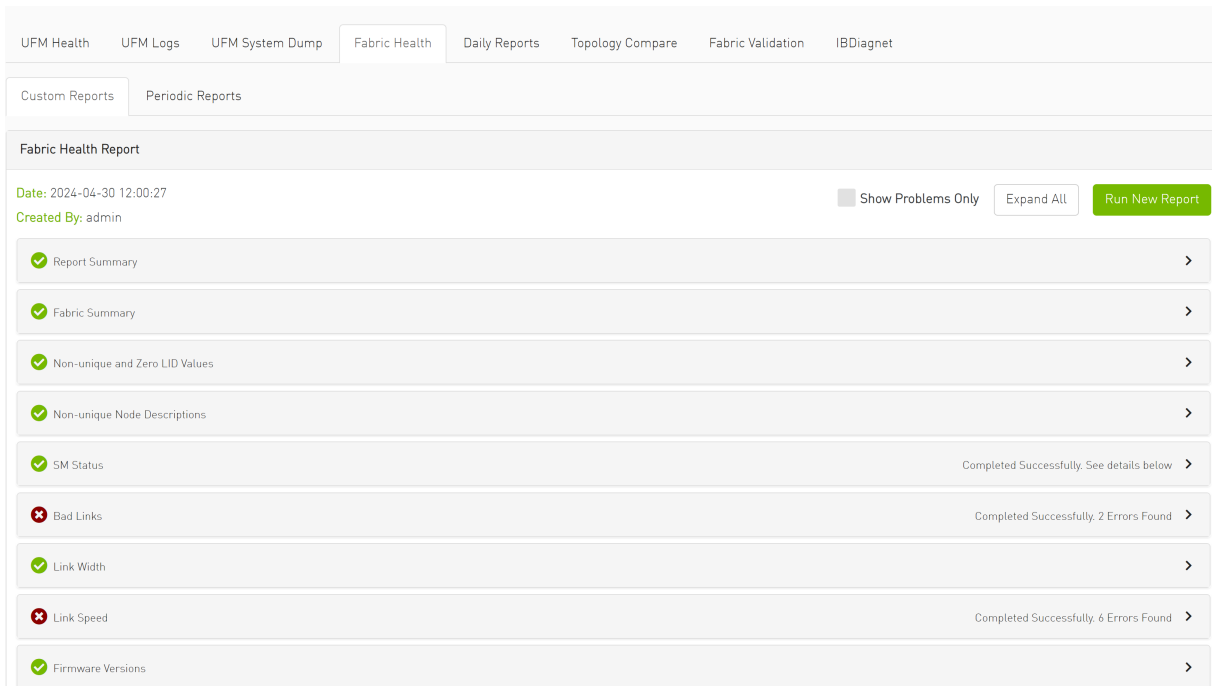 UFM Health UFM Logs UFM System Dump Fabric Health Daily Reports Topology Compare Fabric Validation IBDiagnet
Custom Reports Periodic Reports
Fabric Health Report
Date: 2024-04-30 12:00:27
Created By: admin
Show Problems Only Expand All Run New Report
Report Summary
Fabric Summary
Non-unique and Zero LID Values
Non-unique Node Descriptions
SM Status Completed Successfully. See details below
Bad Links Completed Successfully. 2 Errors Found
Link Width
Link Speed Completed Successfully. 6 Errors Found
Firmware Versions